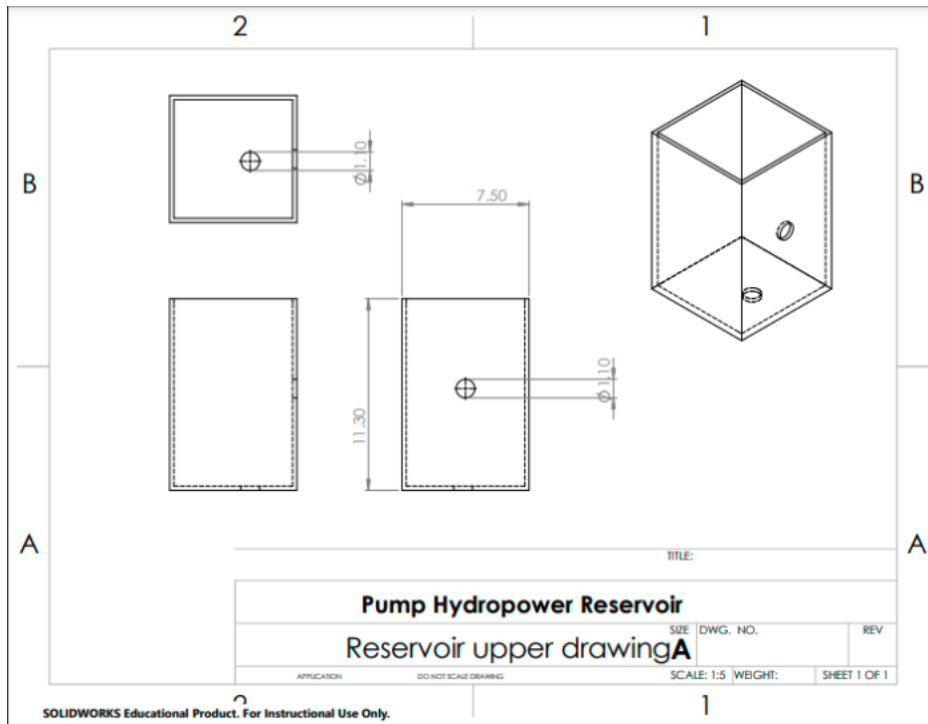 2 1
B B
Ø1.10
7.50
Ø1.10
11.30
A A
TITLE:
Pump Hydropower Reservoir
SIZE DWG. NO. REV
Reservoir upper drawing A
APPLICATION DO NOT SCALE DRAWING SCALE: 1:5 WEIGHT: SHEET 1 OF 1
2 1
SOLIDWORKS Educational Product. For Instructional Use Only.